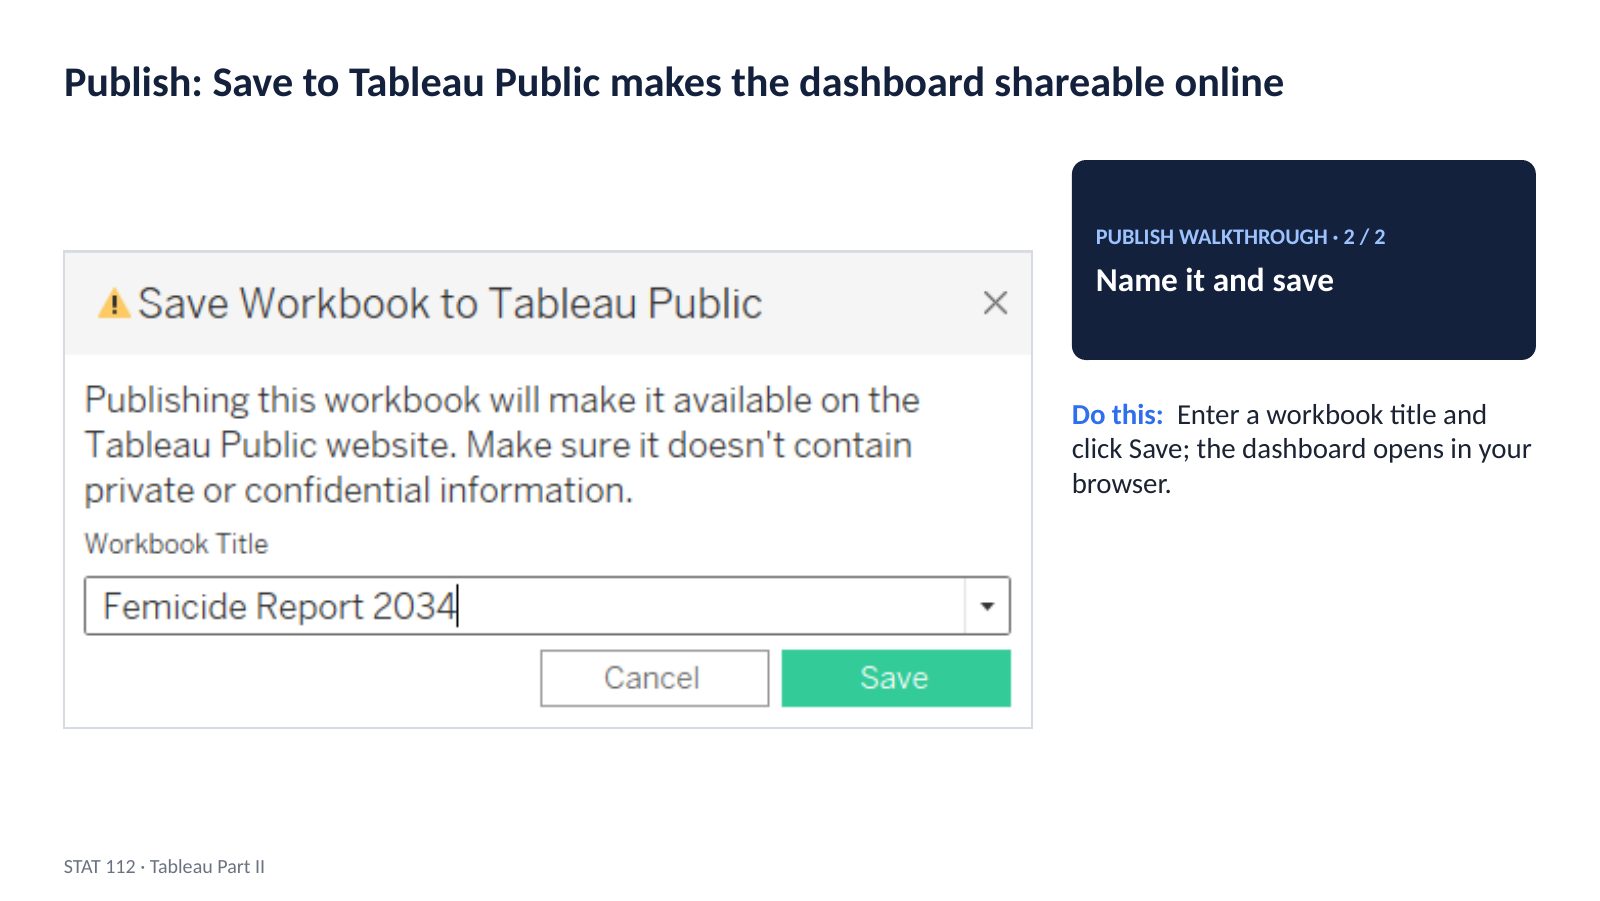 Publish: Save to Tableau Public makes the dashboard shareable online
Save Workbook to Tableau Public
Publishing this workbook will make it available on the
Tableau Public website. Make sure it doesn't contain
private or confidential information.
Workbook Title
Femicide Report 2034
Cancel
Save
PUBLISH WALKTHROUGH · 2 / 2
Name it and save
Do this: Enter a workbook title and
click Save; the dashboard opens in your
browser.
STAT 112 · Tableau Part II